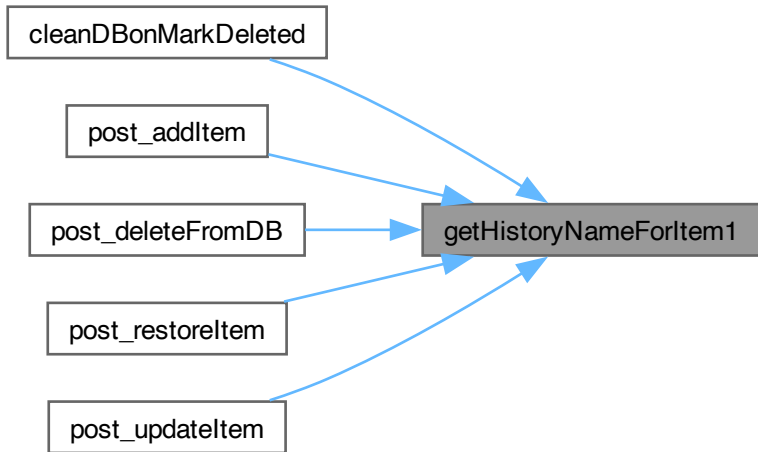 cleanDBonMarkDeleted
post_addItem
post_deleteFromDB
getHistoryNameForItem1
post_restoreItem
post_updateItem